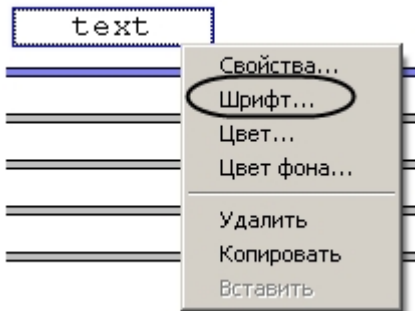 text
Свойства...
Шрифт...
Цвет...
Цвет фона...
Удалить
Копировать
Вставить